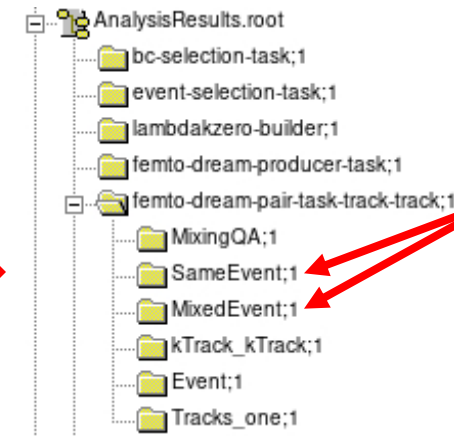 AnalysisResults.root
bc-selection-task;1
event-selection-task;1
lambdakzero-builder;1
femto-dream-producer-task;1
femto-dream-pair-task-track-track;1
MixingQA;1
SameEvent;1
MixedEvent;1
kTrack_kTrack;1
Event;1
Tracks_one;1